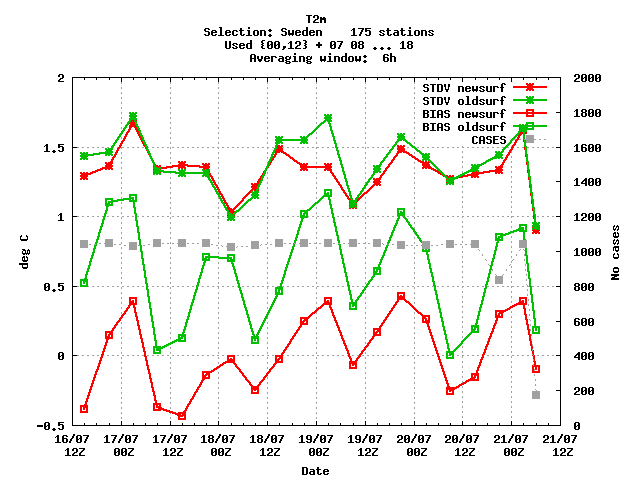 T2m
Selection: Sweden    175 stations
Used {00,12} + 07 08 ... 18
Averaging window:  6h
STDV newsurf
STDV oldsurf
BIAS newsurf
BIAS oldsurf
CASES
deg C
2
1.5
1
0.5
0
-0.5
No cases
2000
1800
1600
1400
1200
1000
800
600
400
200
0
16/07 17/07 17/07 18/07 18/07 19/07 19/07 20/07 20/07 21/07 21/07
12Z 00Z 12Z 00Z 12Z 00Z 12Z 00Z 12Z 00Z 12Z
Date